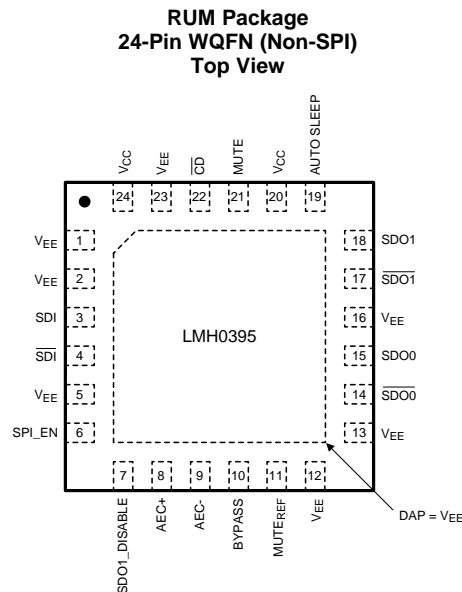 RUM Package
24-Pin WQFN (Non-SPI)
Top View
VCC
VEE
CD
MUTE
VCC
AUTO SLEEP
24
23
22
21
20
19
VEE 1
VEE 2
SDI 3
SDI 4
VEE 5
SPI_EN 6
LMH0395
18 SDO1
17 SDO1
16 VEE
15 SDO0
14 SDO0
13 VEE
7
8
9
10
11
12
SDO1_DISABLE
AEC+
AEC-
BYPASS
MUTEREF
VEE
DAP = VEE